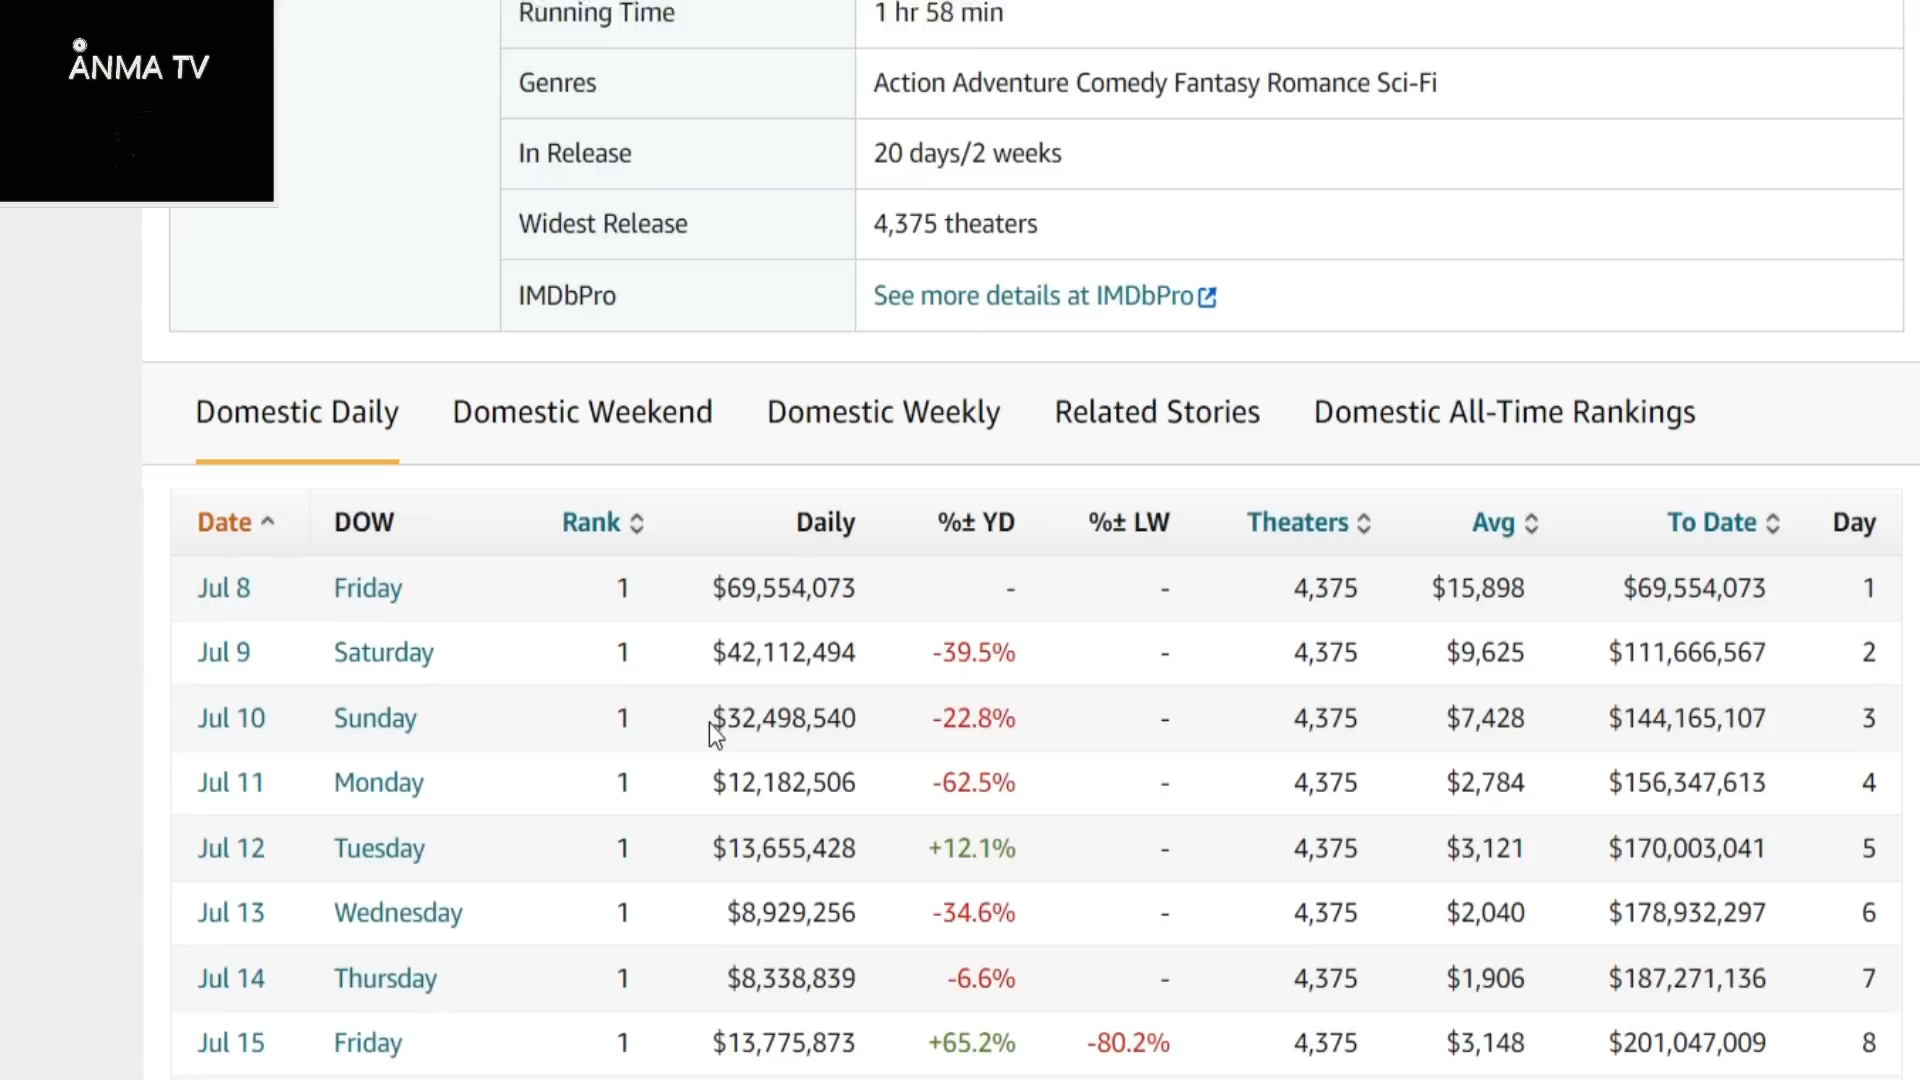 ANMA TV
Running Time 1 hr 58 min
Genres Action Adventure Comedy Fantasy Romance Sci-Fi
In Release 20 days/2 weeks
Widest Release 4,375 theaters
IMDbPro See more details at IMDbPro
Domestic Daily Domestic Weekend Domestic Weekly Related Stories Domestic All-Time Rankings
Date DOW Rank Daily %± YD %± LW Theaters Avg To Date Day
Jul 8 Friday 1 $69,554,073 - - 4,375 $15,898 $69,554,073 1
Jul 9 Saturday 1 $42,112,494 -39.5% - 4,375 $9,625 $111,666,567 2
Jul 10 Sunday 1 $32,498,540 -22.8% - 4,375 $7,428 $144,165,107 3
Jul 11 Monday 1 $12,182,506 -62.5% - 4,375 $2,784 $156,347,613 4
Jul 12 Tuesday 1 $13,655,428 +12.1% - 4,375 $3,121 $170,003,041 5
Jul 13 Wednesday 1 $8,929,256 -34.6% - 4,375 $2,040 $178,932,297 6
Jul 14 Thursday 1 $8,338,839 -6.6% - 4,375 $1,906 $187,271,136 7
Jul 15 Friday 1 $13,775,873 +65.2% -80.2% 4,375 $3,148 $201,047,009 8